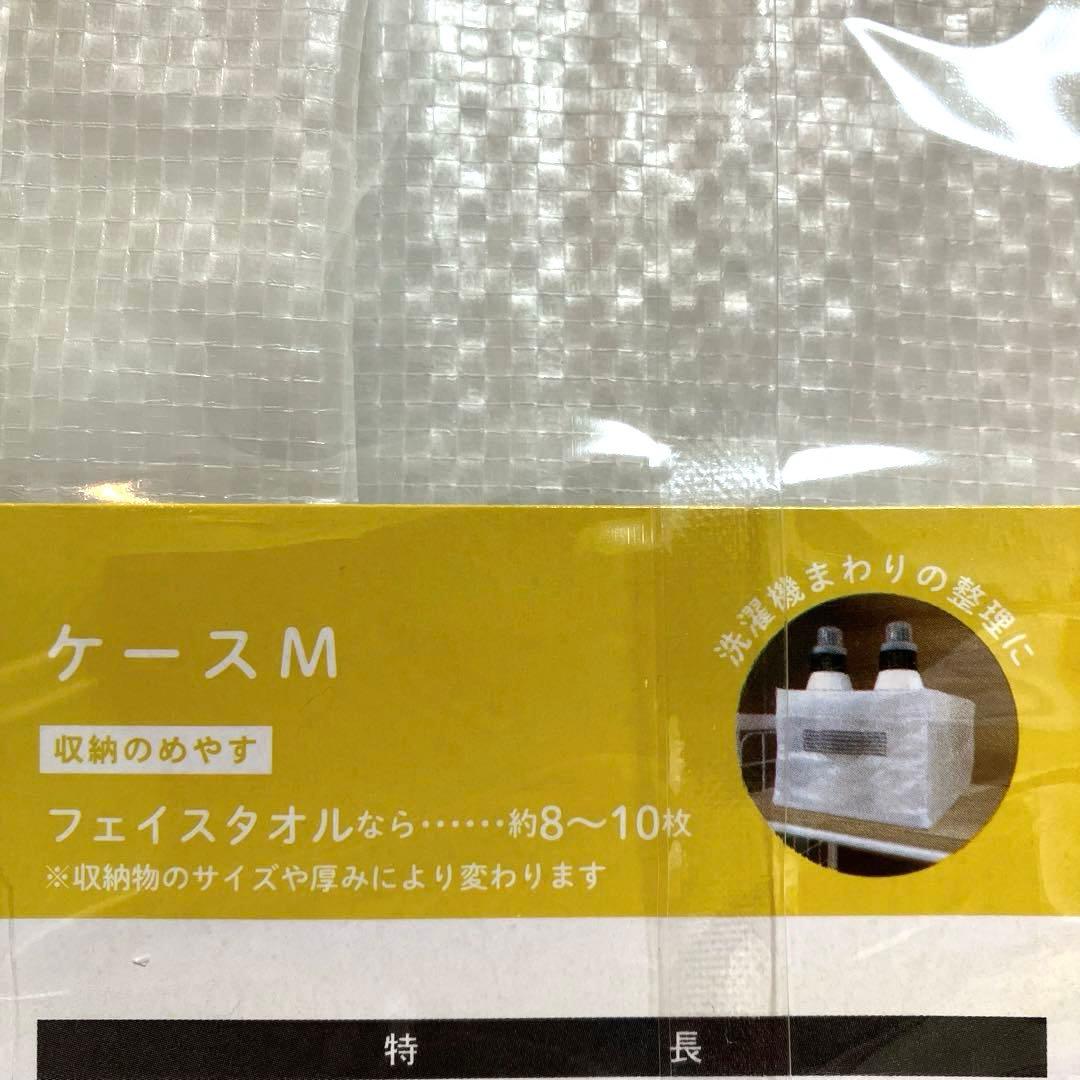 洗濯機まわりの整理に
ケースM
収納のめやす
フェイスタオルなら……約8〜10枚
※収納物のサイズや厚みにより変わります
特長